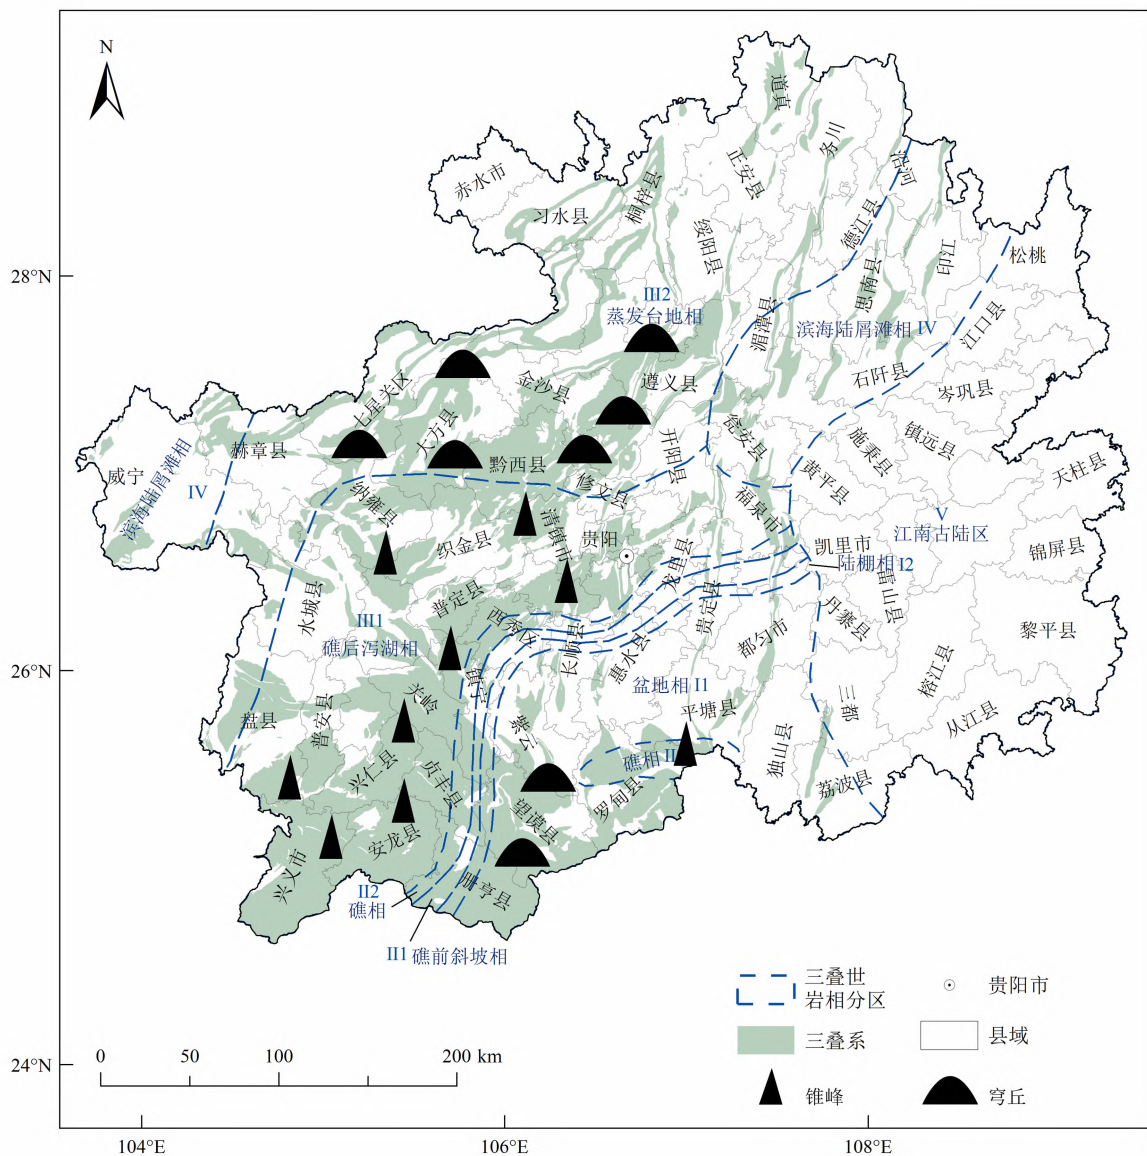 N
道真
务川
沿河
正安县
赤水市
桐梓县
习水县
绥阳县
德江县
印江
松桃
28°N
思南县
III2
蒸发台地相
湄潭县
滨海陆屑滩相 IV
江口县
石阡县
岑巩县
七星关区
金沙县
遵义县
大方县
瓮安县
施秉县
镇远县
赫章县
开阳县
黔西县
天柱县
威宁
滨海陆屑滩相
IV
纳雍县
修文县
黄平县
福泉市
V
江南古陆区
清镇市
贵阳
织金县
凯里市
锦屏县
龙里县
陆棚相 I2
普定县
贵定县
雷山县
水城县
III1
礁后泻湖相
西秀区
长顺县
惠水县
都匀市
丹寨县
黎平县
26°N
镇宁
盆地相 I1
榕江县
关岭
平塘县
三都
盘县
普安县
紫云
从江县
礁相 II
独山县
兴仁县
贞丰县
罗甸县
荔波县
望谟县
安龙县
兴义市
册亨县
II2
礁相
II1 礁前斜坡相
三叠世
岩相分区
贵阳市
三叠系
县域
锥峰
穹丘
0
50
100
200 km
24°N
104°E
106°E
108°E